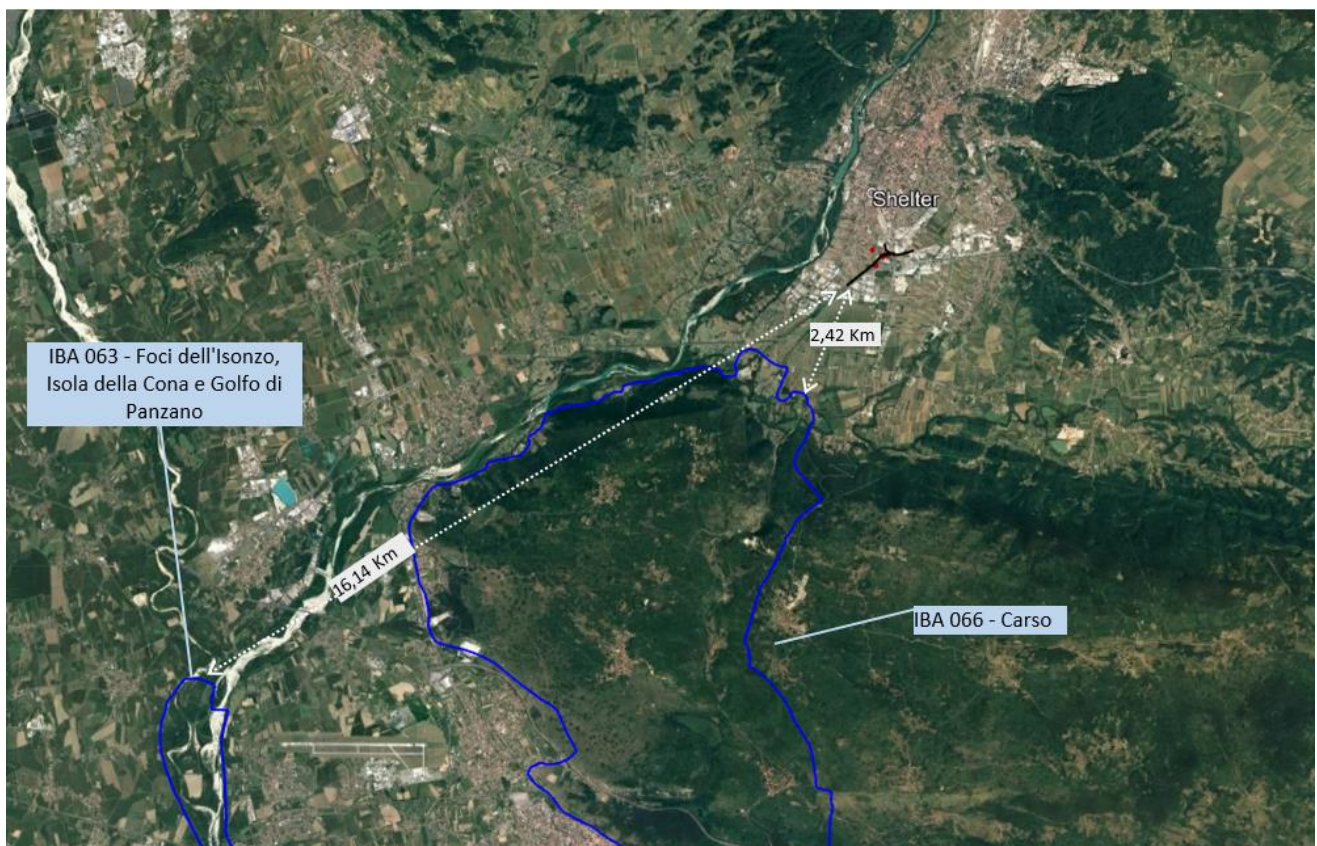 Shelter
2,42 Km
IBA 063 - Foci dell'Isonzo,
Isola della Cona e Golfo di
Panzano
16,14 Km
IBA 066 - Carso